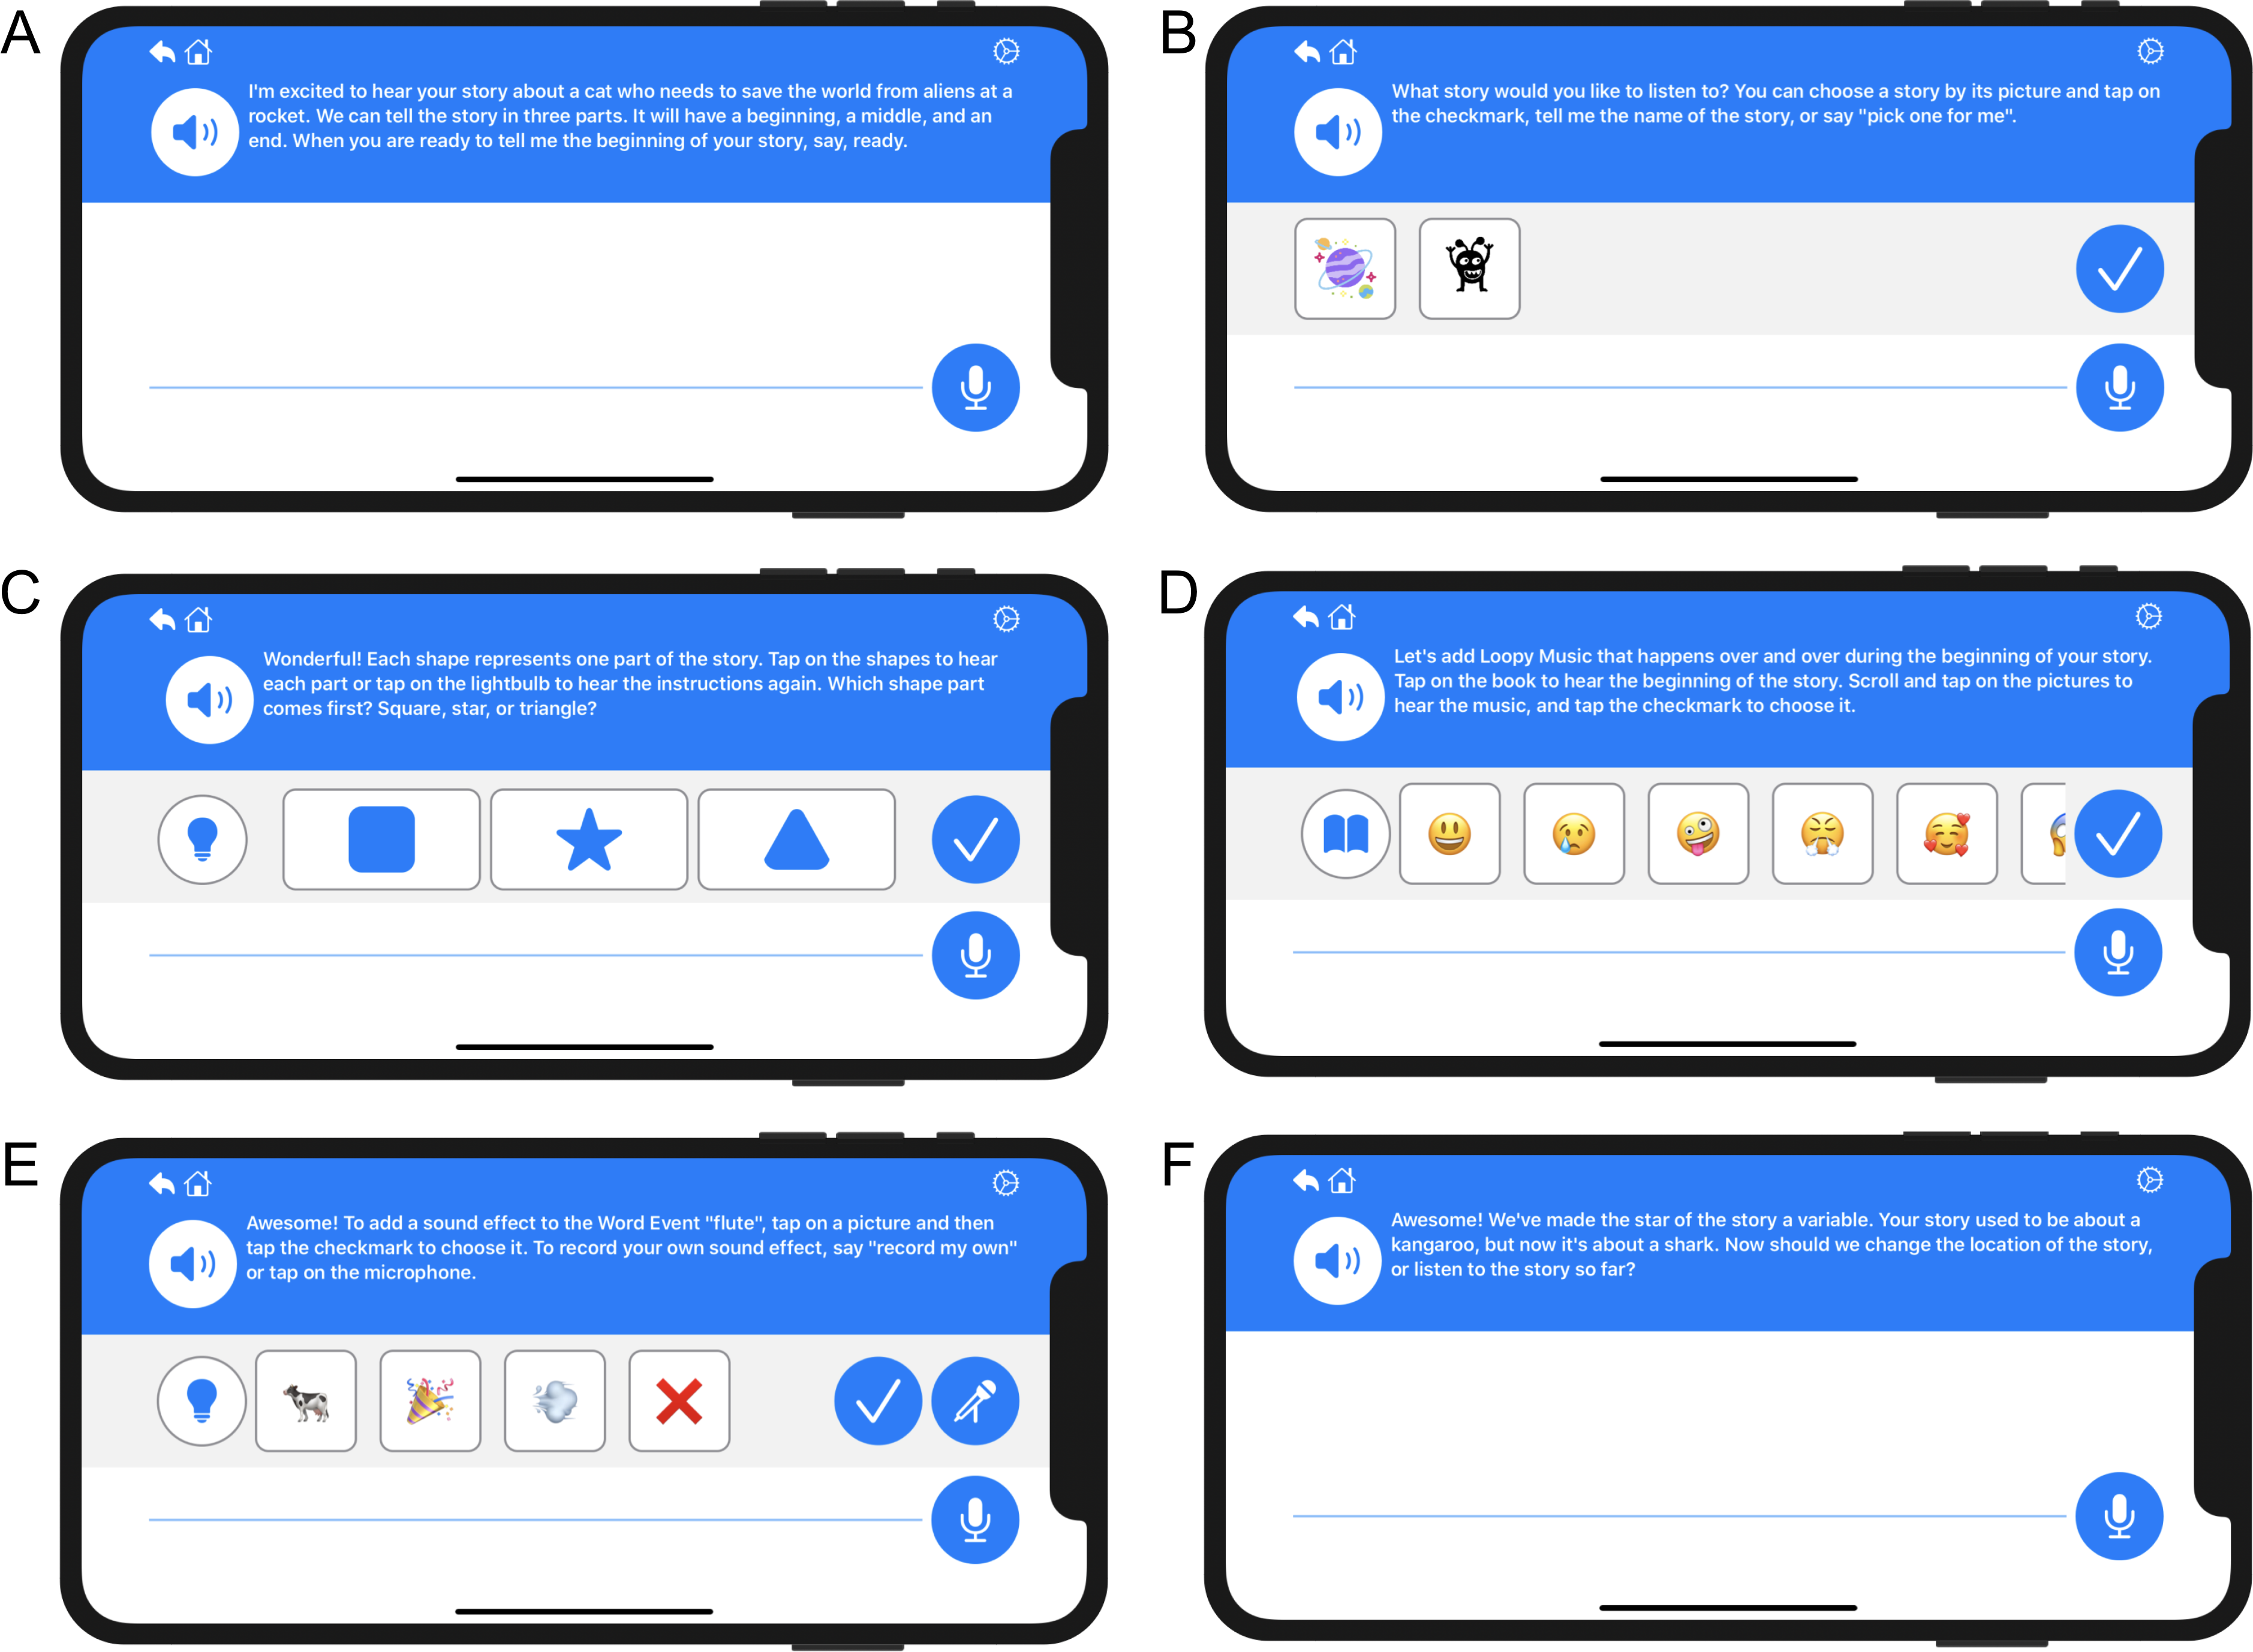 A
I'm excited to hear your story about a cat who needs to save the world from aliens at a
rocket. We can tell the story in three parts. It will have a beginning, a middle, and an
end. When you are ready to tell me the beginning of your story, say, ready.
B
What story would you like to listen to? You can choose a story by its picture and tap on
the checkmark, tell me the name of the story, or say "pick one for me".
C
Wonderful! Each shape represents one part of the story. Tap on the shapes to hear
each part or tap on the lightbulb to hear the instructions again. Which shape part
comes first? Square, star, or triangle?
D
Let's add Loopy Music that happens over and over during the beginning of your story.
Tap on the book to hear the beginning of the story. Scroll and tap on the pictures to
hear the music, and tap the checkmark to choose it.
E
Awesome! To add a sound effect to the Word Event "flute", tap on a picture and then
tap the checkmark to choose it. To record your own sound effect, say "record my own"
or tap on the microphone.
F
Awesome! We've made the star of the story a variable. Your story used to be about a
kangaroo, but now it's about a shark. Now should we change the location of the story,
or listen to the story so far?